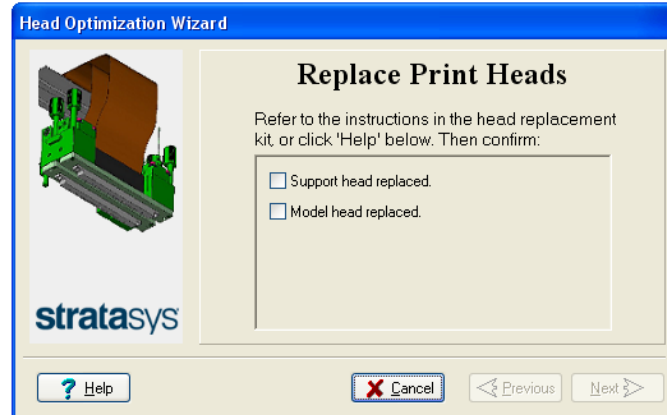 Head Optimization Wizard
Replace Print Heads
Refer to the instructions in the head replacement
kit, or click 'Help' below. Then confirm:
Support head replaced.
Model head replaced.
stratasys
Help
Cancel
Previous
Next